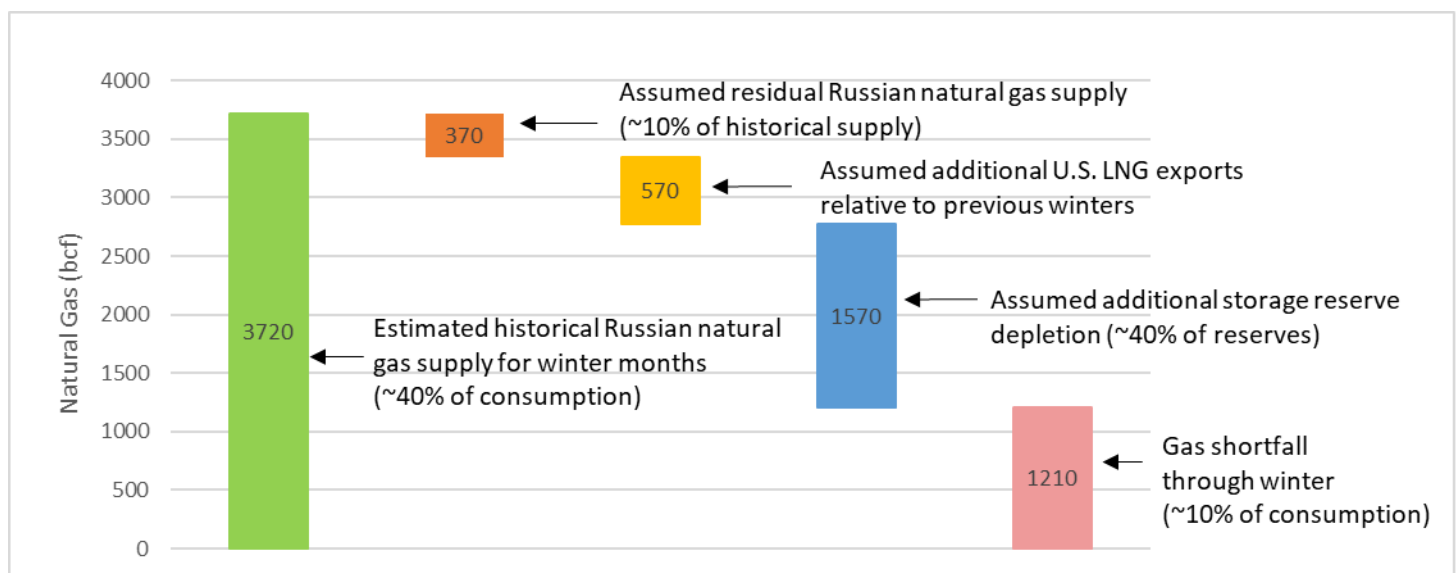 Natural Gas (bcf)
4000
3500
3000
2500
2000
1500
1000
500
0
3720
Estimated historical Russian natural
gas supply for winter months
(~40% of consumption)
370
Assumed residual Russian natural gas supply
(~10% of historical supply)
570
Assumed additional U.S. LNG exports
relative to previous winters
1570
Assumed additional storage reserve
depletion (~40% of reserves)
1210
Gas shortfall
through winter
(~10% of consumption)